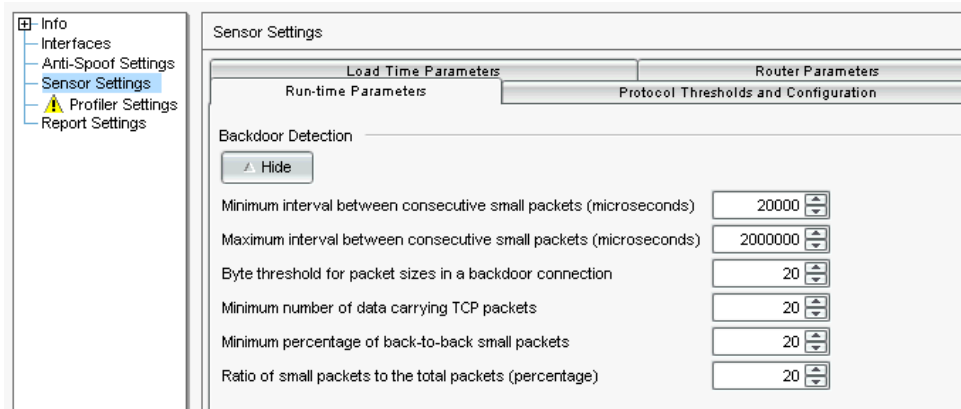 Info
Interfaces
Anti-Spoof Settings
Sensor Settings
Profiler Settings
Report Settings
Sensor Settings
Load Time Parameters
Router Parameters
Run-time Parameters
Protocol Thresholds and Configuration
Backdoor Detection
Hide
Minimum interval between consecutive small packets (microseconds) 20000
Maximum interval between consecutive small packets (microseconds) 2000000
Byte threshold for packet sizes in a backdoor connection 20
Minimum number of data carrying TCP packets 20
Minimum percentage of back-to-back small packets 20
Ratio of small packets to the total packets (percentage) 20